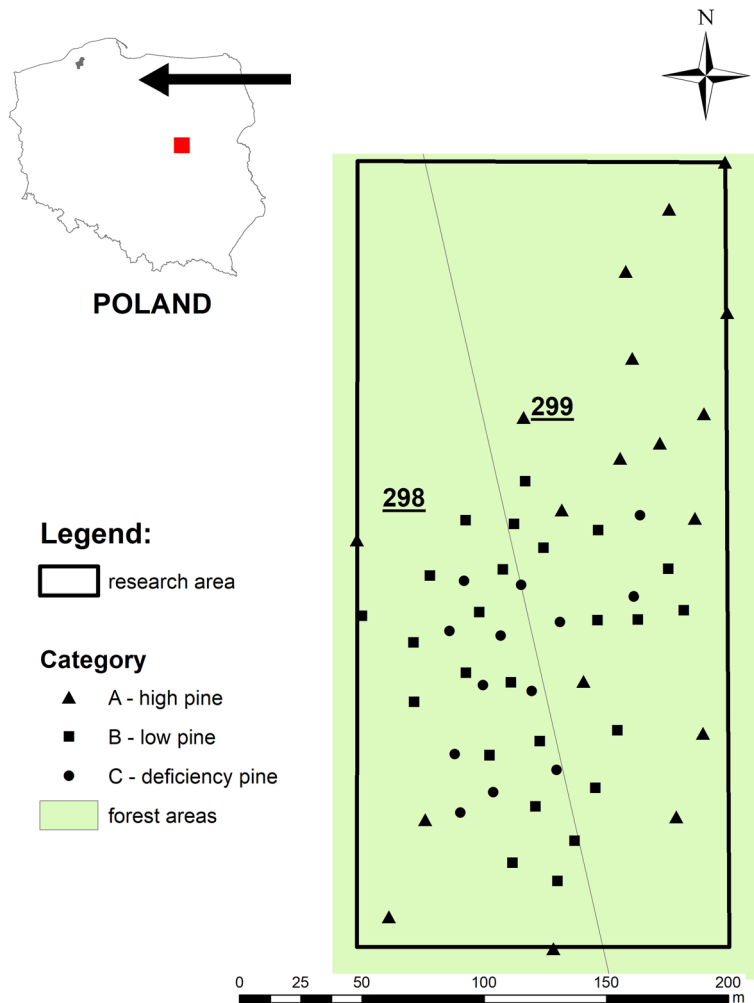 N
POLAND
299
298
Legend:
research area
Category
A - high pine
B - low pine
C - deficiency pine
forest areas
0 25 50 100 150 200
m